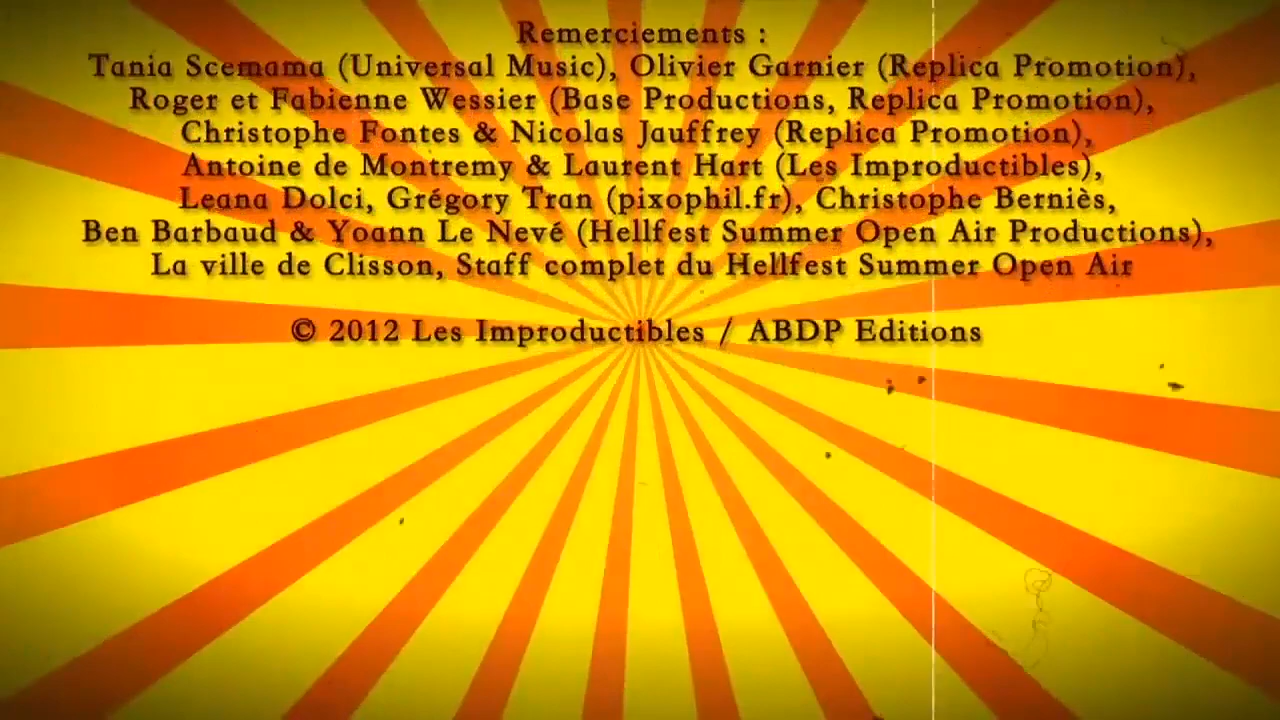 Remerciements :
Tania Scemama (Universal Music), Olivier Garnier (Replica Promotion),
Roger et Fabienne Wessier (Base Productions, Replica Promotion),
Christophe Fontes & Nicolas Jauffrey (Replica Promotion),
Antoine de Montremy & Laurent Hart (Les Improductibles),
Leana Dolci, Grégory Tran (pixophil.fr), Christophe Berniès,
Ben Barbaud & Yoann Le Nevé (Hellfest Summer Open Air Productions),
La ville de Clisson, Staff complet du Hellfest Summer Open Air
© 2012 Les Improductibles / ABDP Editions